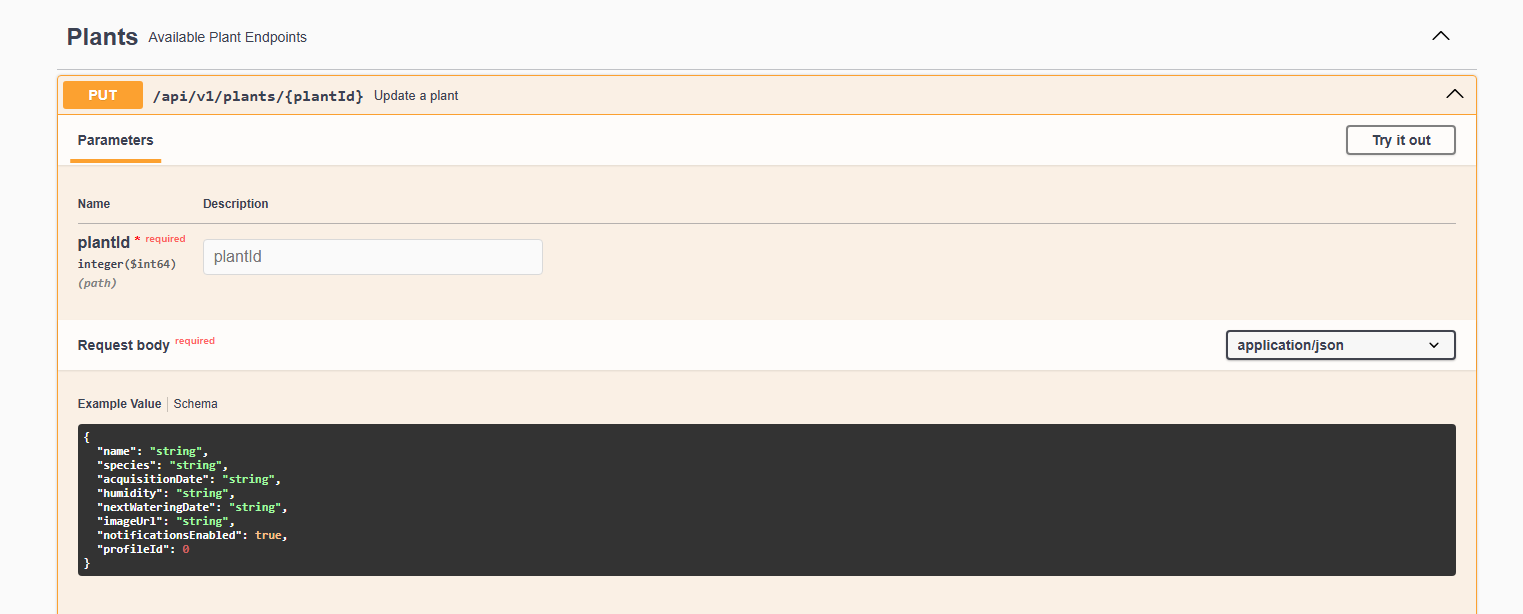 Plants Available Plant Endpoints
PUT /api/v1/plants/{plantId} Update a plant
Parameters Try it out
Name Description
plantId * required plantId
integer($int64)
(path)
Request body required application/json
Example Value Schema
{
  "name": "string",
  "species": "string",
  "acquisitionDate": "string",
  "humidity": "string",
  "nextWateringDate": "string",
  "imageUrl": "string",
  "notificationsEnabled": true,
  "profileId": 0
}